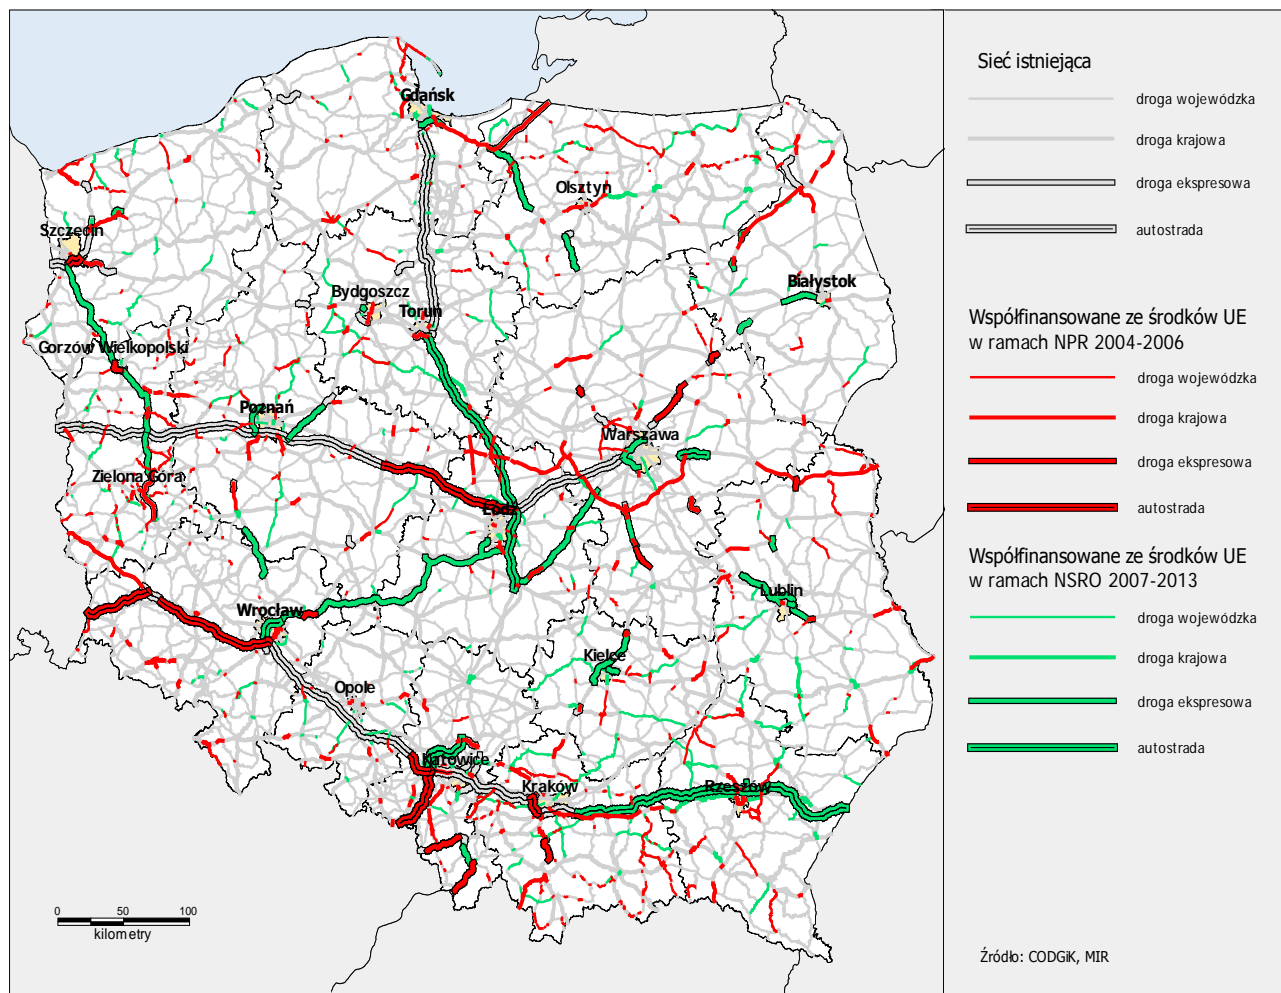 Gdańsk
Olsztyn
Szczecin
Białystok
Bydgoszcz
Toruń
Gorzów Wielkopolski
Poznań
Warszawa
Zielona Góra
Łódź
Lublin
Wrocław
Kielce
Opole
Katowice
Kraków
Rzeszów
0 50 100
kilometry
Sieć istniejąca
droga wojewódzka
droga krajowa
droga ekspresowa
autostrada
Współfinansowane ze środków UE
w ramach NPR 2004-2006
droga wojewódzka
droga krajowa
droga ekspresowa
autostrada
Współfinansowane ze środków UE
w ramach NSRO 2007-2013
droga wojewódzka
droga krajowa
droga ekspresowa
autostrada
Źródło: CODGiK, MIR